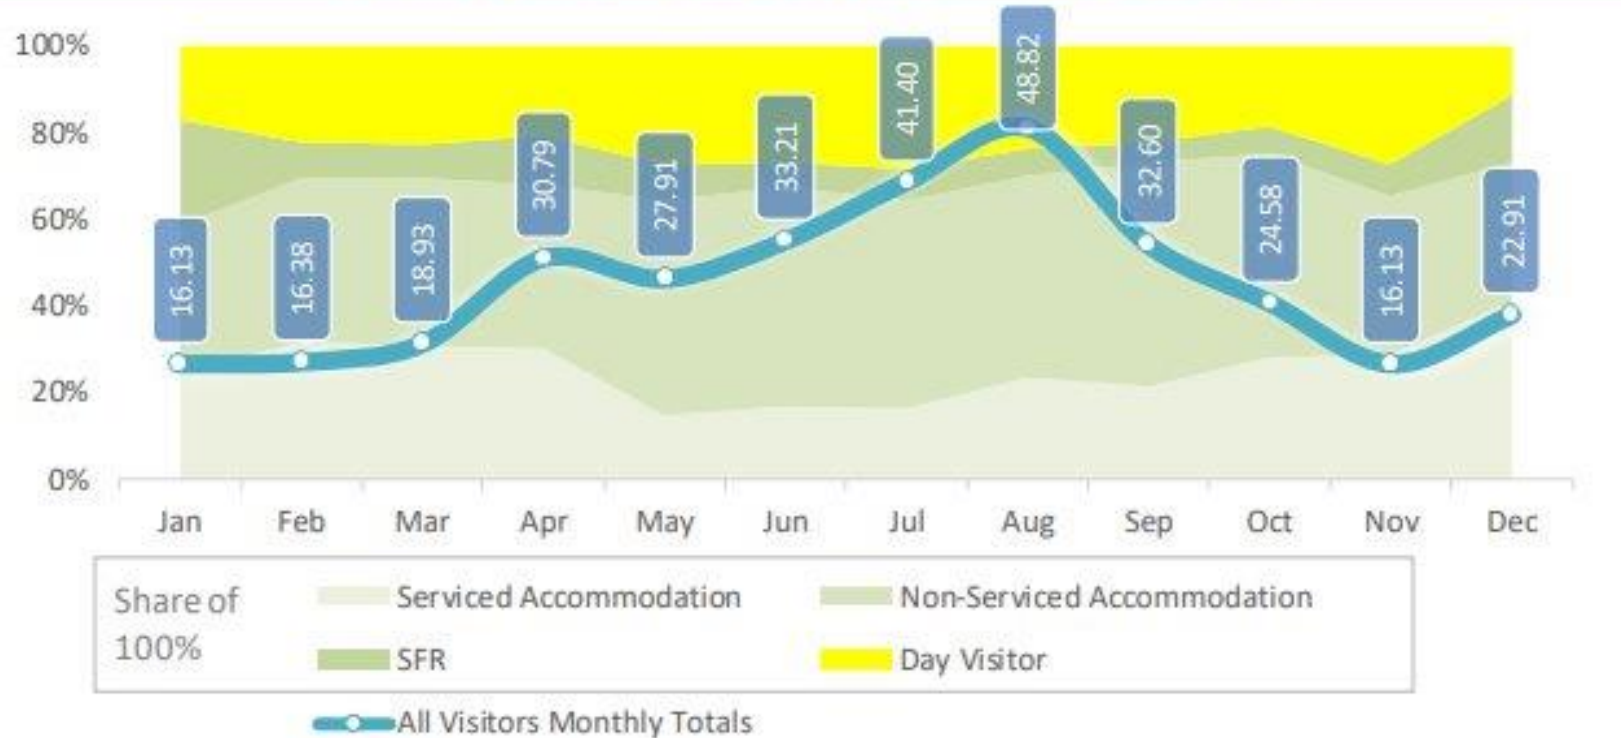 100%
80%
60%
40%
20%
0%
16.13
16.38
18.93
30.79
27.91
33.21
41.40
48.82
32.60
24.58
16.13
22.91
Jan Feb Mar Apr May Jun Jul Aug Sep Oct Nov Dec
Share of
100%
Serviced Accommodation
Non-Serviced Accommodation
SFR
Day Visitor
All Visitors Monthly Totals